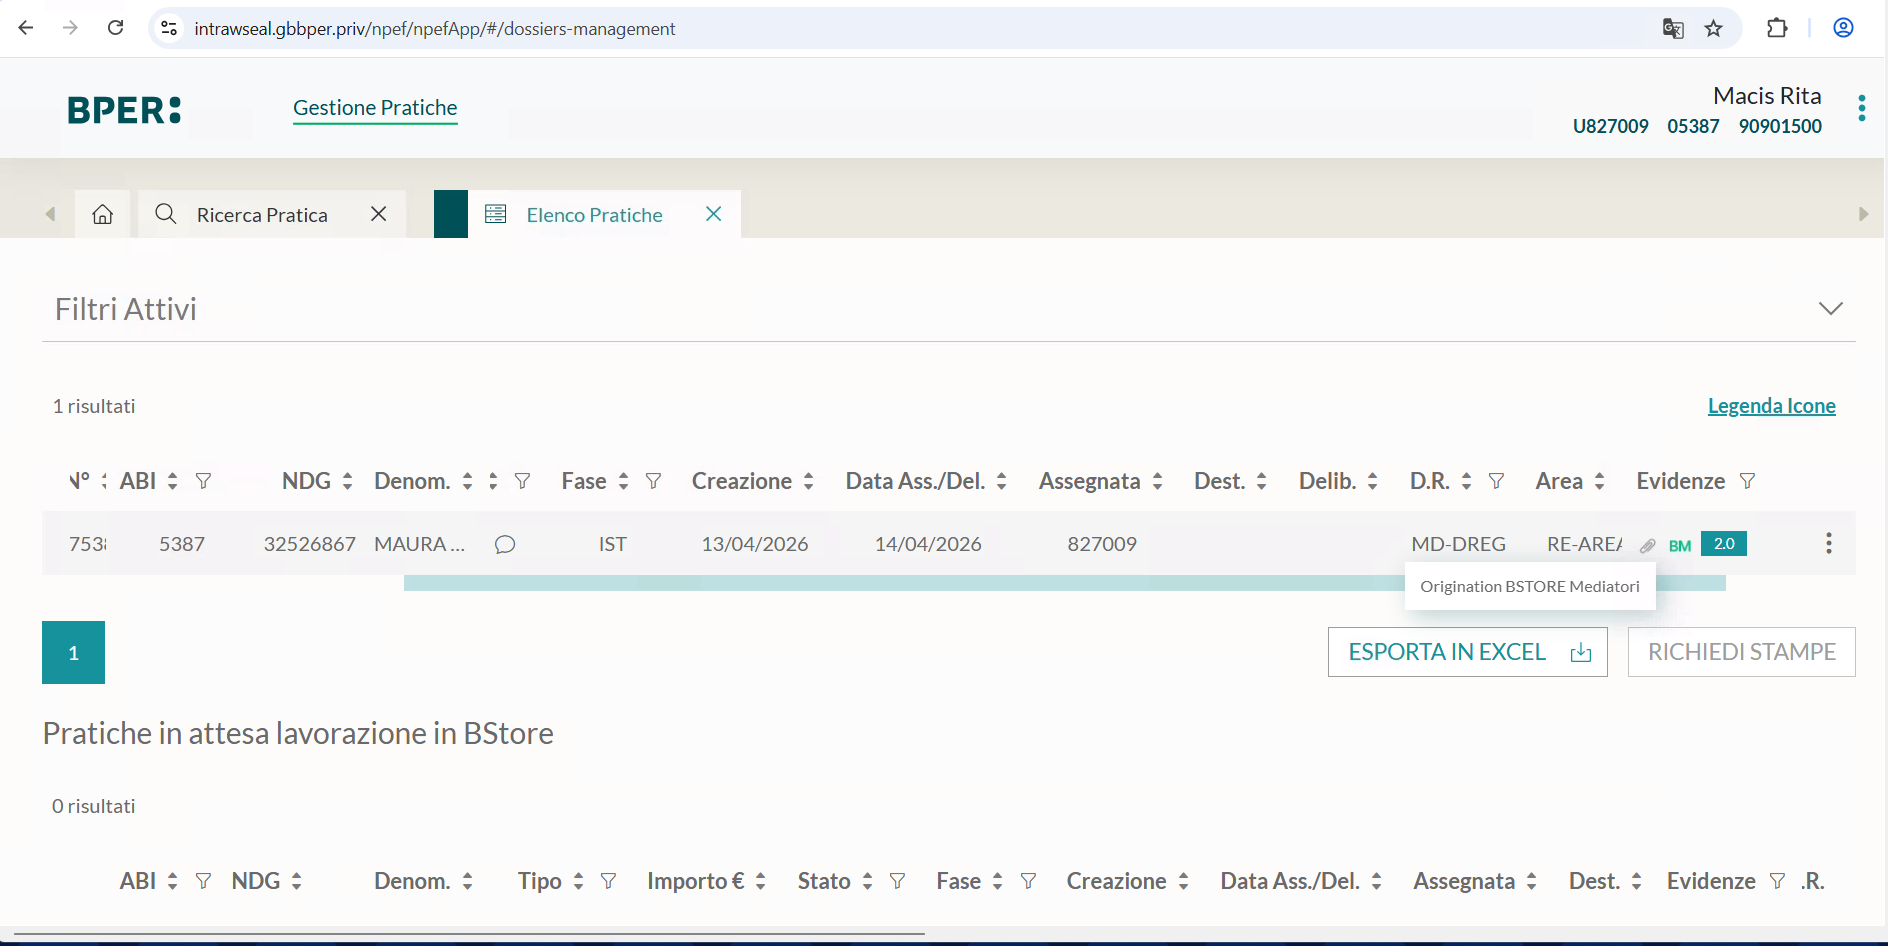 intrawseal.gbbper.priv/npef/npefApp/#/dossiers-management
BPER:
Gestione Pratiche
Macis Rita
U827009 05387 90901500
Ricerca Pratica
Elenco Pratiche
Filtri Attivi
1 risultati
Legenda Icone
N° ABI NDG Denom. Fase Creazione Data Ass./Del. Assegnata Dest. Delib. D.R. Area Evidenze
753 5387 32526867 MAURA ... IST 13/04/2026 14/04/2026 827009 MD-DREG RE-AREA BM 2.0
Origination BSTORE Mediatori
1
ESPORTA IN EXCEL
RICHIEDI STAMPE
Pratiche in attesa lavorazione in BStore
0 risultati
ABI NDG Denom. Tipo Importo € Stato Fase Creazione Data Ass./Del. Assegnata Dest. Evidenze .R.